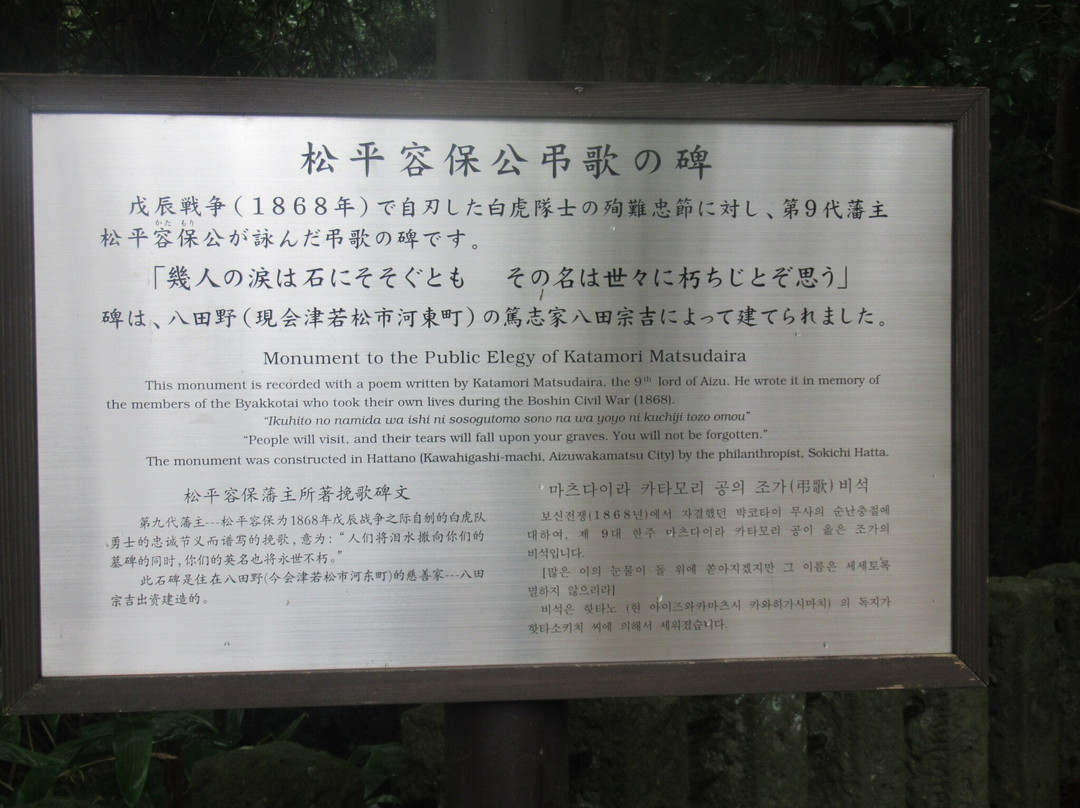 松平容保公弔歌の碑
戊辰戦争(1868年)で自刃した白虎隊士の殉難忠節に対し、第9代藩主
かた もり
松平容保公が詠んだ弔歌の碑です。
「幾人の涙は石にそそぐとも その名は世々に朽ちじとぞ思う」
碑は、八田野(現会津若松市河東町)の篤志家八田宗吉によって建てられました。
Monument to the Public Elegy of Katamori Matsudaira
This monument is recorded with a poem written by Katamori Matsudaira, the 9th lord of Aizu. He wrote it in memory of
the members of the Byakkotai who took their own lives during the Boshin Civil War (1868).
"Ikuhito no namida wa ishi ni sosogutomo sono na wa yoyo ni kuchiji tozo omou"
"People will visit, and their tears will fall upon your graves. You will not be forgotten."
The monument was constructed in Hattano (Kawahigashi-machi, Aizuwakamatsu City) by the philanthropist, Sokichi Hatta.
松平容保藩主所著挽歌碑文
第九代藩主---松平容保为1868年戊辰战争之际自刎的白虎队
勇士的忠诚节义而谱写的挽歌，意为：“人们将泪水撒向你们的
墓碑的同时，你们的英名也将永世不朽。”
此石碑是住在八田野(今会津若松市河东町)的慈善家---八田
宗吉出资建造的。
마츠다이라 카타모리 공의 조가(弔歌)비석
보신전쟁(1868년)에서 자결했던 뱌코타이 무사의 순난충절에
대하여, 제 9대 한주 마츠다이라 카타모리 공이 읊은 조가의
비석입니다.
[많은 이의 눈물이 돌 위에 쏟아지겠지만 그 이름은 세세토록
멸하지 않으리라]
비석은 핫타노 (현 아이즈와카마츠시 카와히가시마치) 의 독지가
핫타소키치 씨에 의해서 세워졌습니다.